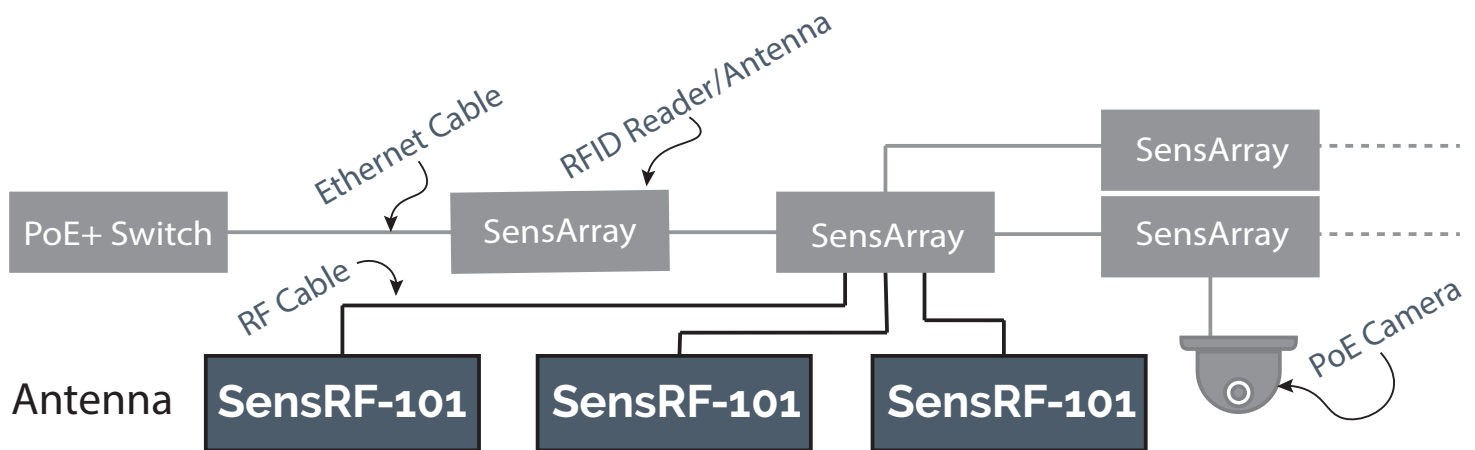 Ethernet Cable
RFID Reader/Antenna
SensArray
PoE+ Switch
SensArray
SensArray
SensArray
RF Cable
PoE Camera
Antenna
SensRF-101
SensRF-101
SensRF-101